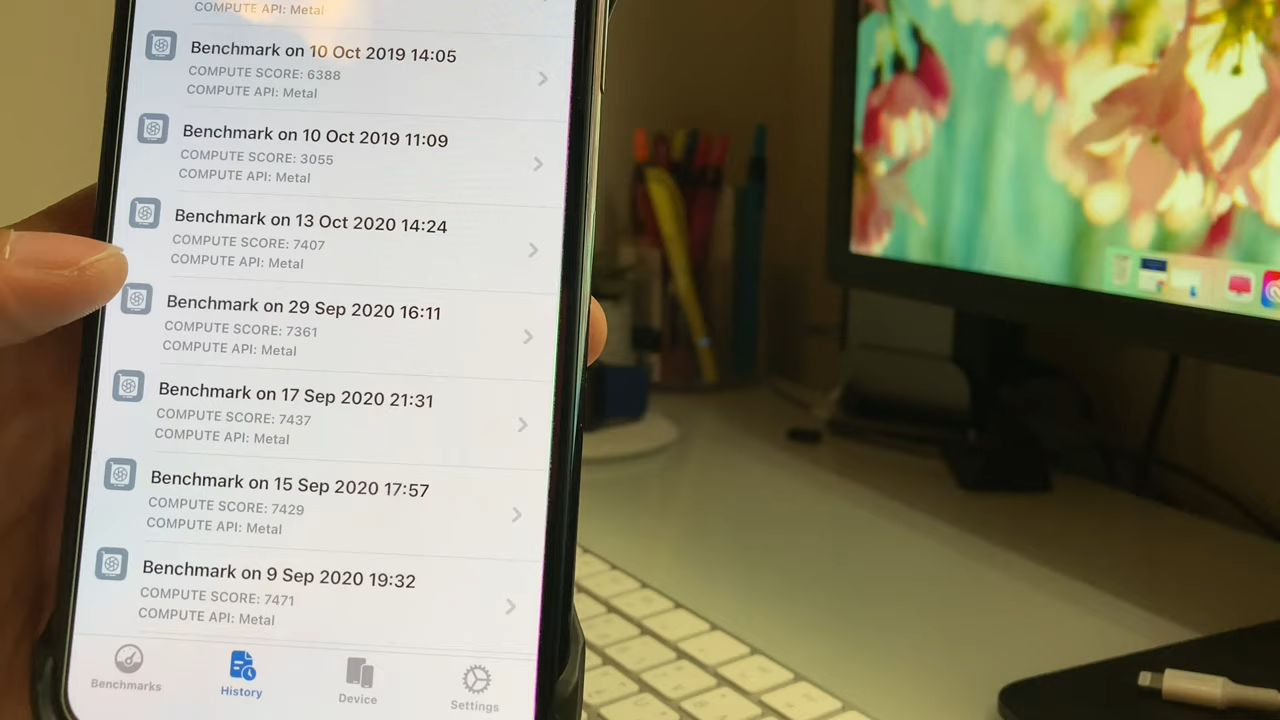 COMPUTE API: Metal
Benchmark on 10 Oct 2019 14:05
COMPUTE SCORE: 6388
COMPUTE API: Metal
Benchmark on 10 Oct 2019 11:09
COMPUTE SCORE: 3055
COMPUTE API: Metal
Benchmark on 13 Oct 2020 14:24
COMPUTE SCORE: 7407
COMPUTE API: Metal
Benchmark on 29 Sep 2020 16:11
COMPUTE SCORE: 7361
COMPUTE API: Metal
Benchmark on 17 Sep 2020 21:31
COMPUTE SCORE: 7437
COMPUTE API: Metal
Benchmark on 15 Sep 2020 17:57
COMPUTE SCORE: 7429
COMPUTE API: Metal
Benchmark on 9 Sep 2020 19:32
COMPUTE SCORE: 7471
COMPUTE API: Metal
Benchmarks
History
Device
Settings